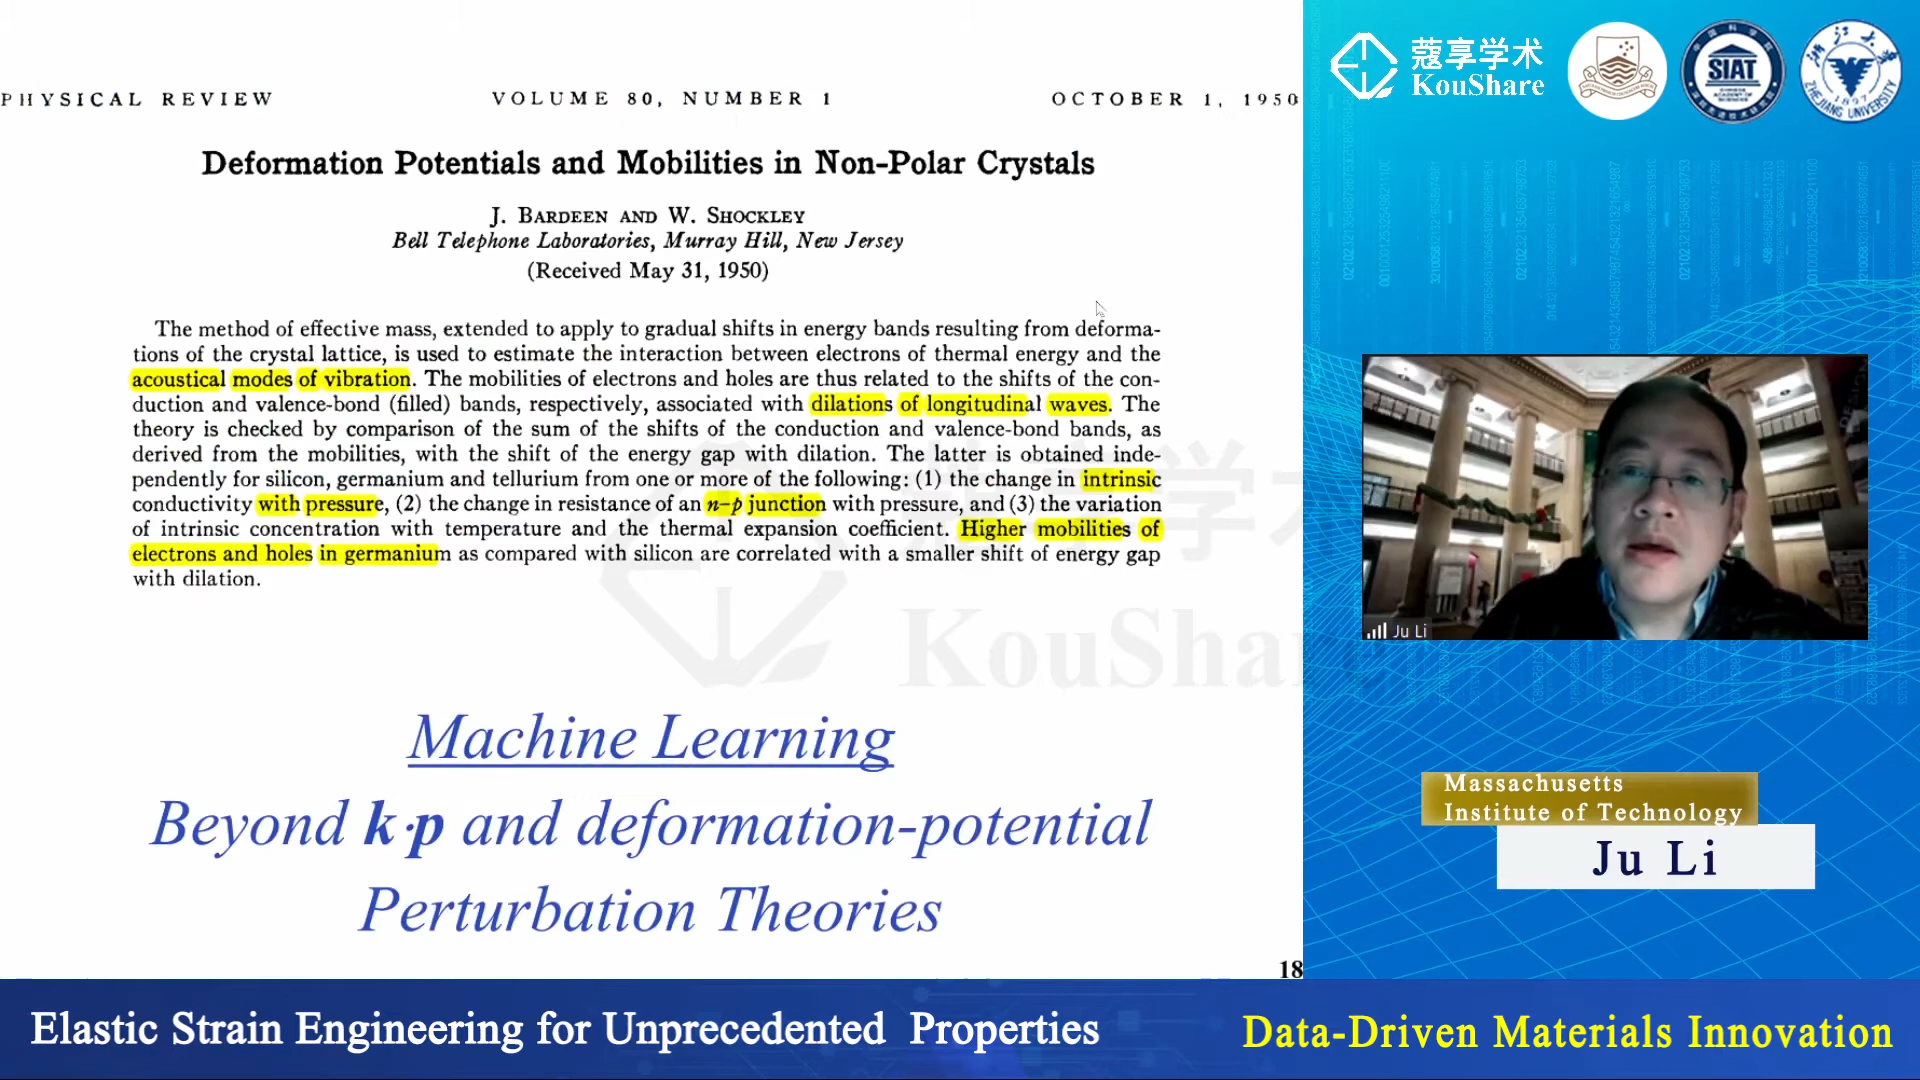 PHYSICAL REVIEW VOLUME 80, NUMBER 1 OCTOBER 1, 1950
Deformation Potentials and Mobilities in Non-Polar Crystals
J. BARDEEN AND W. SHOCKLEY
Bell Telephone Laboratories, Murray Hill, New Jersey
(Received May 31, 1950)
The method of effective mass, extended to apply to gradual shifts in energy bands resulting from deforma-
tions of the crystal lattice, is used to estimate the interaction between electrons of thermal energy and the
acoustical modes of vibration. The mobilities of electrons and holes are thus related to the shifts of the con-
duction and valence-bond (filled) bands, respectively, associated with dilations of longitudinal waves. The
theory is checked by comparison of the sum of the shifts of the conduction and valence-bond bands, as
derived from the mobilities, with the shift of the energy gap with dilation. The latter is obtained inde-
pendently for silicon, germanium and tellurium from one or more of the following: (1) the change in intrinsic
conductivity with pressure, (2) the change in resistance of an n-p junction with pressure, and (3) the variation
of intrinsic concentration with temperature and the thermal expansion coefficient. Higher mobilities of
electrons and holes in germanium as compared with silicon are correlated with a smaller shift of energy gap
with dilation.
KouSha
Machine Learning
Beyond k·p and deformation-potential
Perturbation Theories
18
蔻享学术
KouShare
SIAT
ZHEJIANG UNIVERSITY
1897
Ju Li
Massachusetts
Institute of Technology
Ju Li
Elastic Strain Engineering for Unprecedented Properties
Data-Driven Materials Innovation